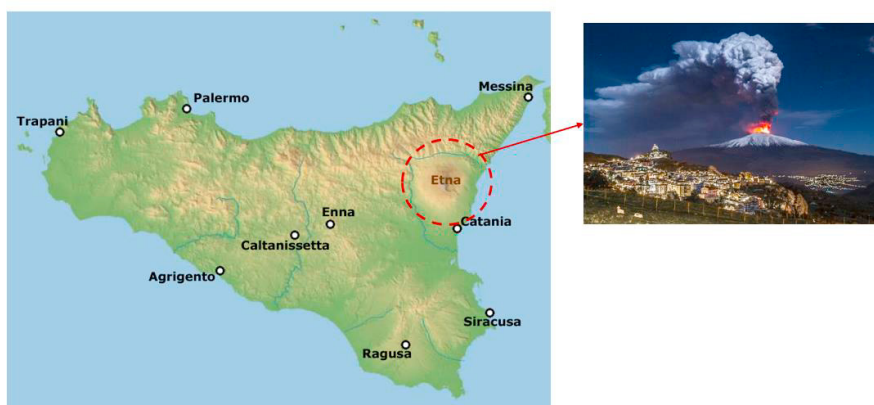 Messina
Palermo
Trapani
Etna
Enna
Catania
Caltanissetta
Agrigento
Siracusa
Ragusa